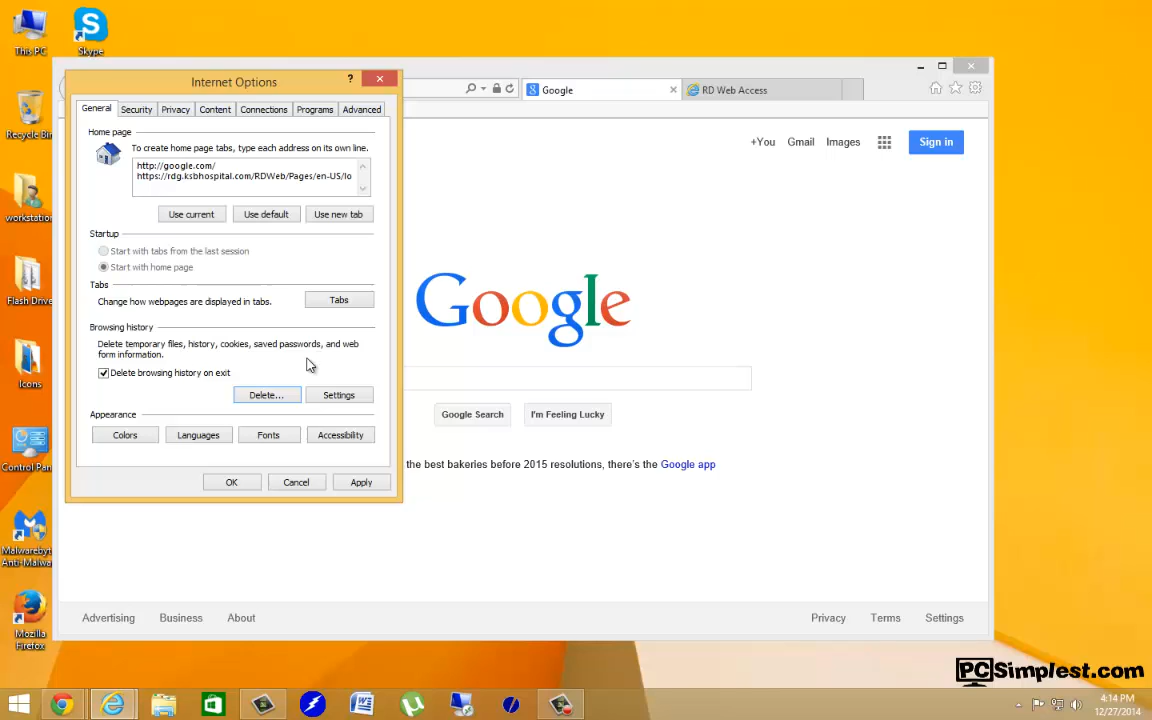 This PC
Skype
Recycle Bin
workstation
Flash Drive
Icons
Control Pan
Malwareby
Anti-Malwa
Mozilla
Firefox
Internet Options
?
General
Security
Privacy
Content
Connections
Programs
Advanced
Home page
To create home page tabs, type each address on its own line.
http://google.com/
https://rdg.ksbhospital.com/RDWeb/Pages/en-US/lo
Use current
Use default
Use new tab
Startup
Start with tabs from the last session
Start with home page
Tabs
Change how webpages are displayed in tabs.
Tabs
Browsing history
Delete temporary files, history, cookies, saved passwords, and web
form information.
Delete browsing history on exit
Delete...
Settings
Appearance
Colors
Languages
Fonts
Accessibility
OK
Cancel
Apply
Google
RD Web Access
+You
Gmail
Images
Sign in
Google
Google Search
I'm Feeling Lucky
the best bakeries before 2015 resolutions, there's the Google app
Advertising
Business
About
Privacy
Terms
Settings
PCSimplest.com
4:14 PM
12/27/2014